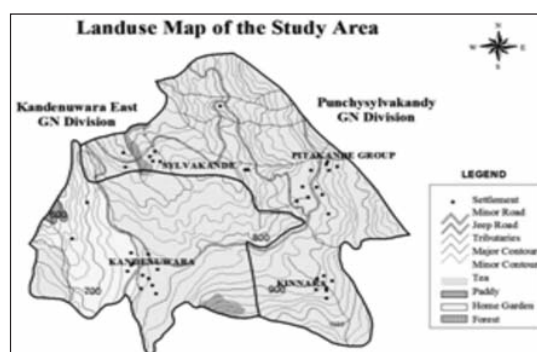 Landuse Map of the Study Area
N
W E
S
Kandenuwara East
GN Division
Punchysylvakandy
GN Division
SYLVAKANDE
PITAKANDE GROUP
LEGEND
Settlement
Minor Road
Jeep Road
Tributaries
Major Contour
Minor Contour
Tea
Paddy
Home Garden
Forest
800
KANDENUWARA
700
KINNARA
900